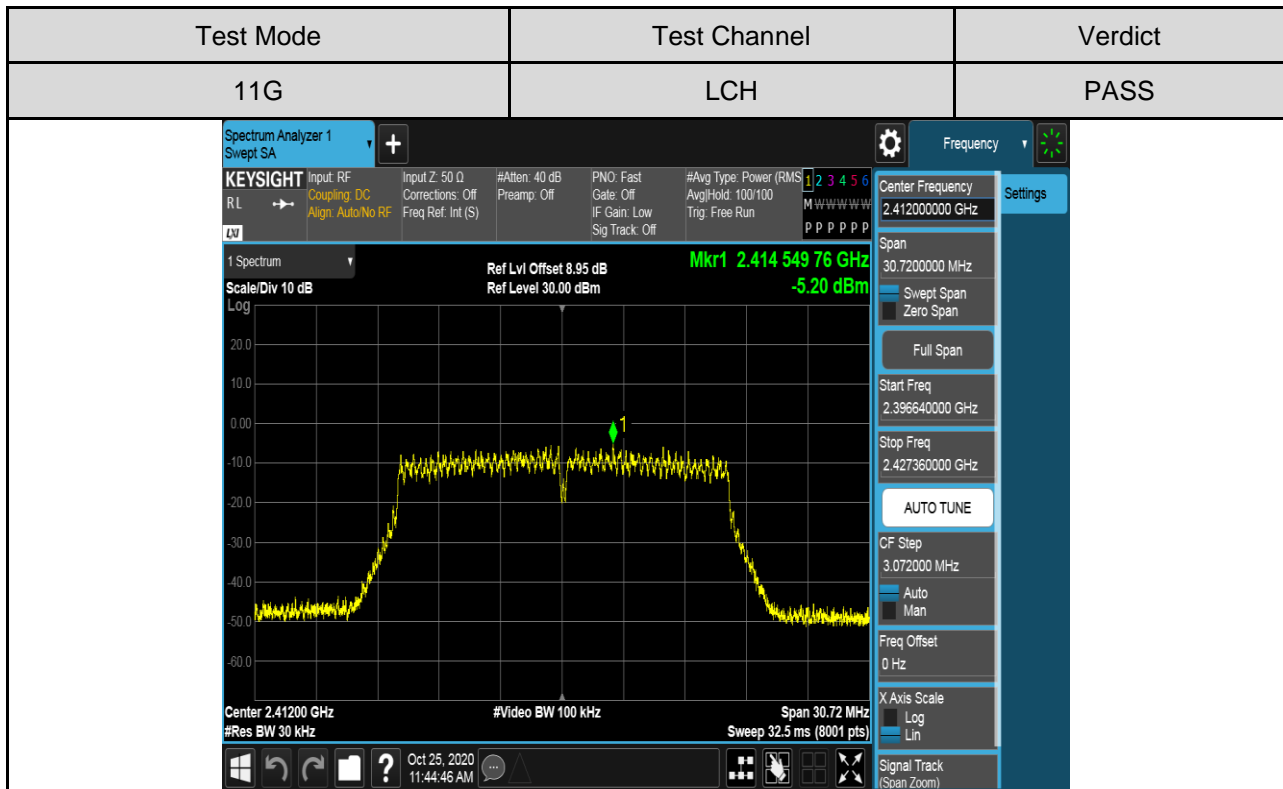 Test Mode Test Channel Verdict
11G LCH PASS
Spectrum Analyzer 1
Swept SA
+
Frequency
KEYSIGHT
RL
LXI
Input: RF
Coupling: DC
Align: Auto/No RF
Input Z: 50 Ω
Corrections: Off
Freq Ref: Int (S)
#Atten: 40 dB
Preamp: Off
PNO: Fast
Gate: Off
IF Gain: Low
Sig Track: Off
#Avg Type: Power (RMS
Avg|Hold: 100/100
Trig: Free Run
1 2 3 4 5 6
M W W W W W
P P P P P P
1 Spectrum
Scale/Div 10 dB
Ref Lvl Offset 8.95 dB
Ref Level 30.00 dBm
Mkr1 2.414 549 76 GHz
-5.20 dBm
Log
20.0
10.0
0.00
1
-10.0
-20.0
-30.0
-40.0
-50.0
-60.0
Center 2.41200 GHz
#Res BW 30 kHz
#Video BW 100 kHz
Span 30.72 MHz
Sweep 32.5 ms (8001 pts)
?
Oct 25, 2020
11:44:46 AM
Center Frequency
2.412000000 GHz
Settings
Span
30.7200000 MHz
Swept Span
Zero Span
Full Span
Start Freq
2.396640000 GHz
Stop Freq
2.427360000 GHz
AUTO TUNE
CF Step
3.072000 MHz
Auto
Man
Freq Offset
0 Hz
X Axis Scale
Log
Lin
Signal Track
(Span Zoom)